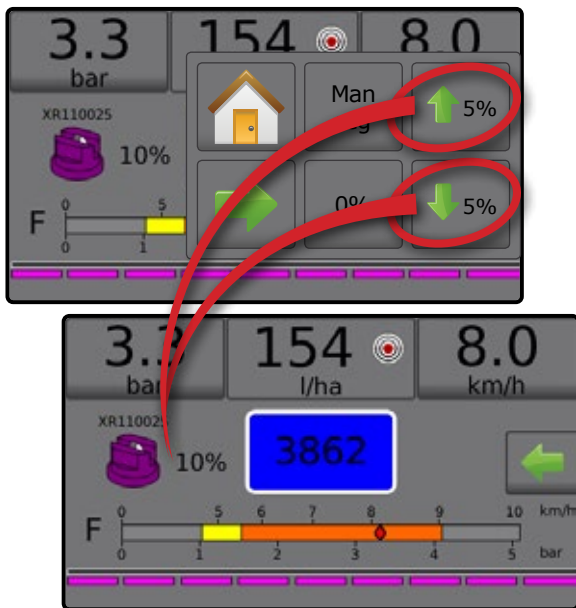 3.3 154 8.0
bar
Man
XR110025
10%
5%
0 5
F
0 1
0%
5%
3.3 154 8.0
bar l/ha km/h
XR110025
10%
3862
0 5 6 7 8 9 10 km/h
F
0 1 2 3 4 5 bar